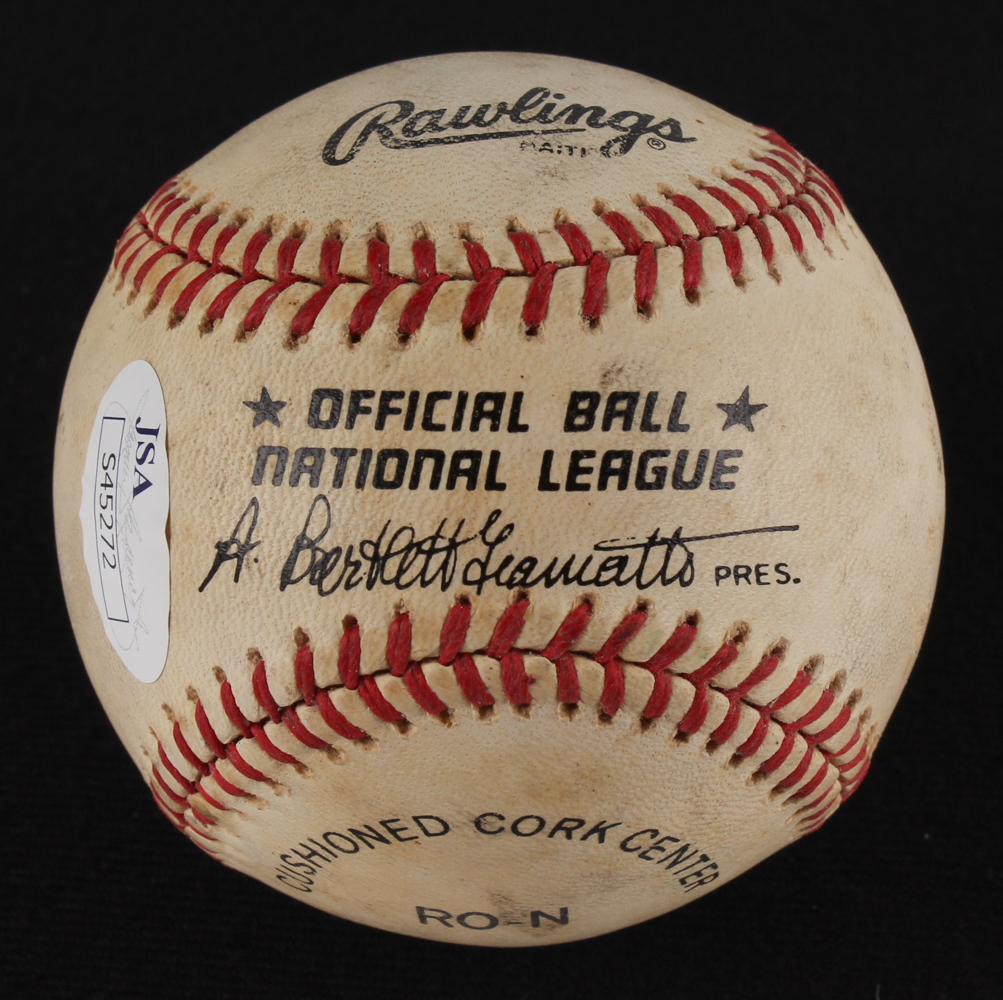 Rawlings ®
HAITI
★ OFFICIAL BALL ★
NATIONAL LEAGUE
A. Bartlett Giamatti PRES.
CUSHIONED CORK CENTER
RO-N
JSA
S45272